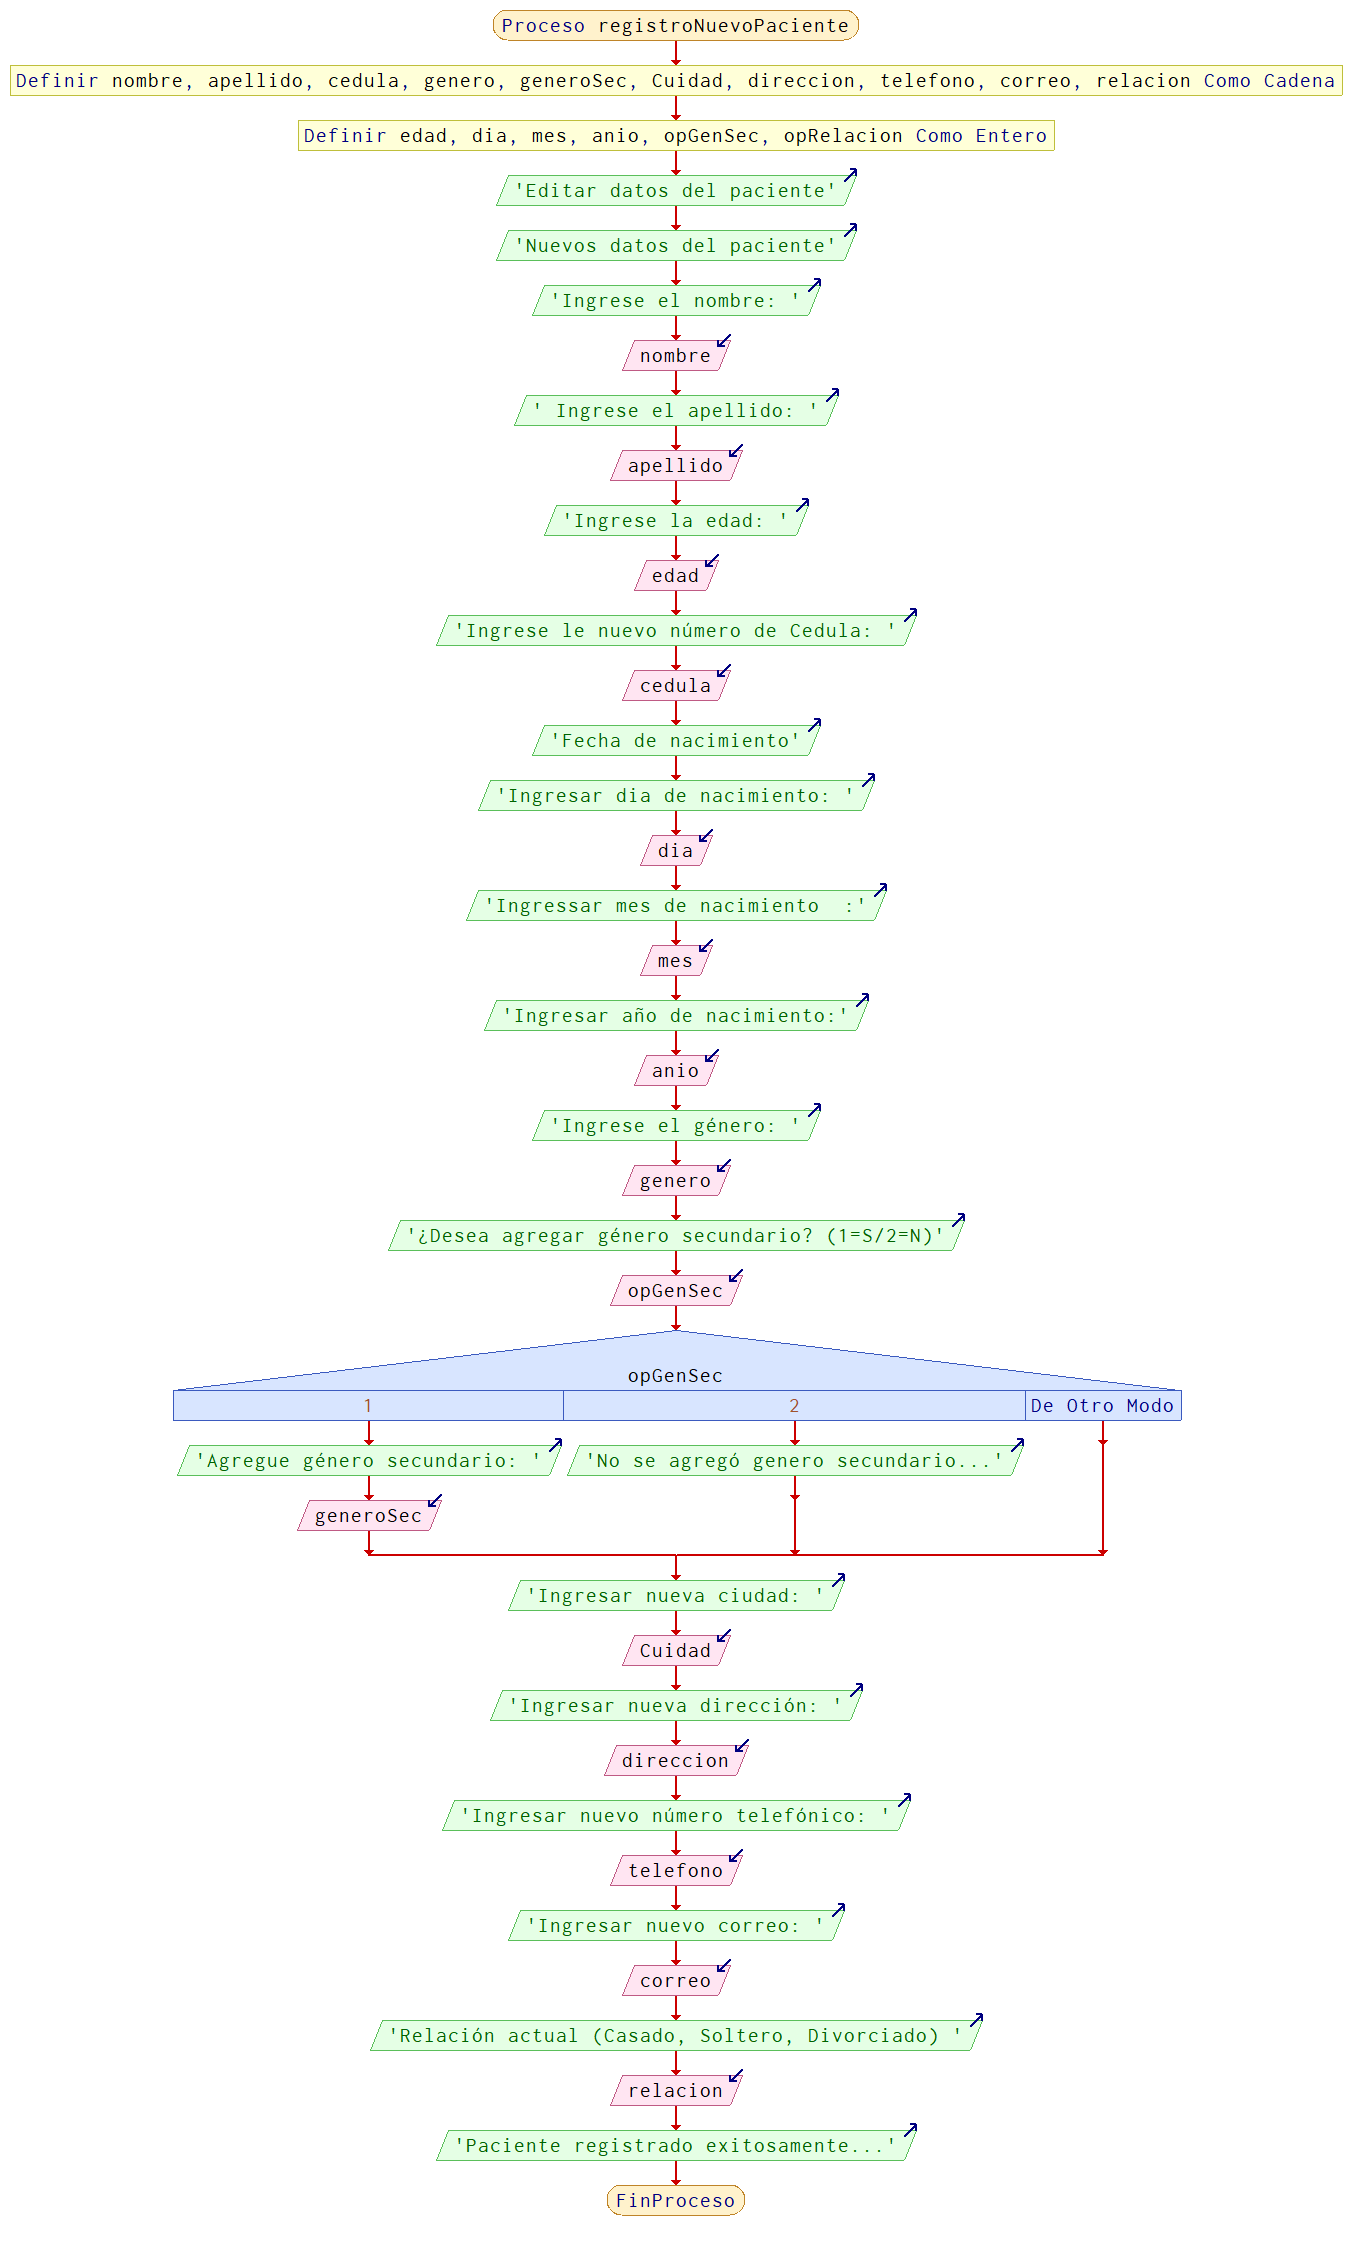 Proceso registroNuevoPaciente
Definir nombre, apellido, cedula, genero, generoSec, Cuidad, direccion, telefono, correo, relacion Como Cadena
Definir edad, dia, mes, anio, opGenSec, opRelacion Como Entero
'Editar datos del paciente'
'Nuevos datos del paciente'
'Ingrese el nombre: '
nombre
' Ingrese el apellido: '
apellido
'Ingrese la edad: '
edad
'Ingrese le nuevo número de Cedula: '
cedula
'Fecha de nacimiento'
'Ingresar dia de nacimiento: '
dia
'Ingressar mes de nacimiento  :'
mes
'Ingresar año de nacimiento:'
anio
'Ingrese el género: '
genero
'¿Desea agregar género secundario? (1=S/2=N)'
opGenSec
opGenSec
1 2 De Otro Modo
'Agregue género secundario: ' 'No se agregó genero secundario...'
generoSec
'Ingresar nueva ciudad: '
Cuidad
'Ingresar nueva dirección: '
direccion
'Ingresar nuevo número telefónico: '
telefono
'Ingresar nuevo correo: '
correo
'Relación actual (Casado, Soltero, Divorciado) '
relacion
'Paciente registrado exitosamente...'
FinProceso